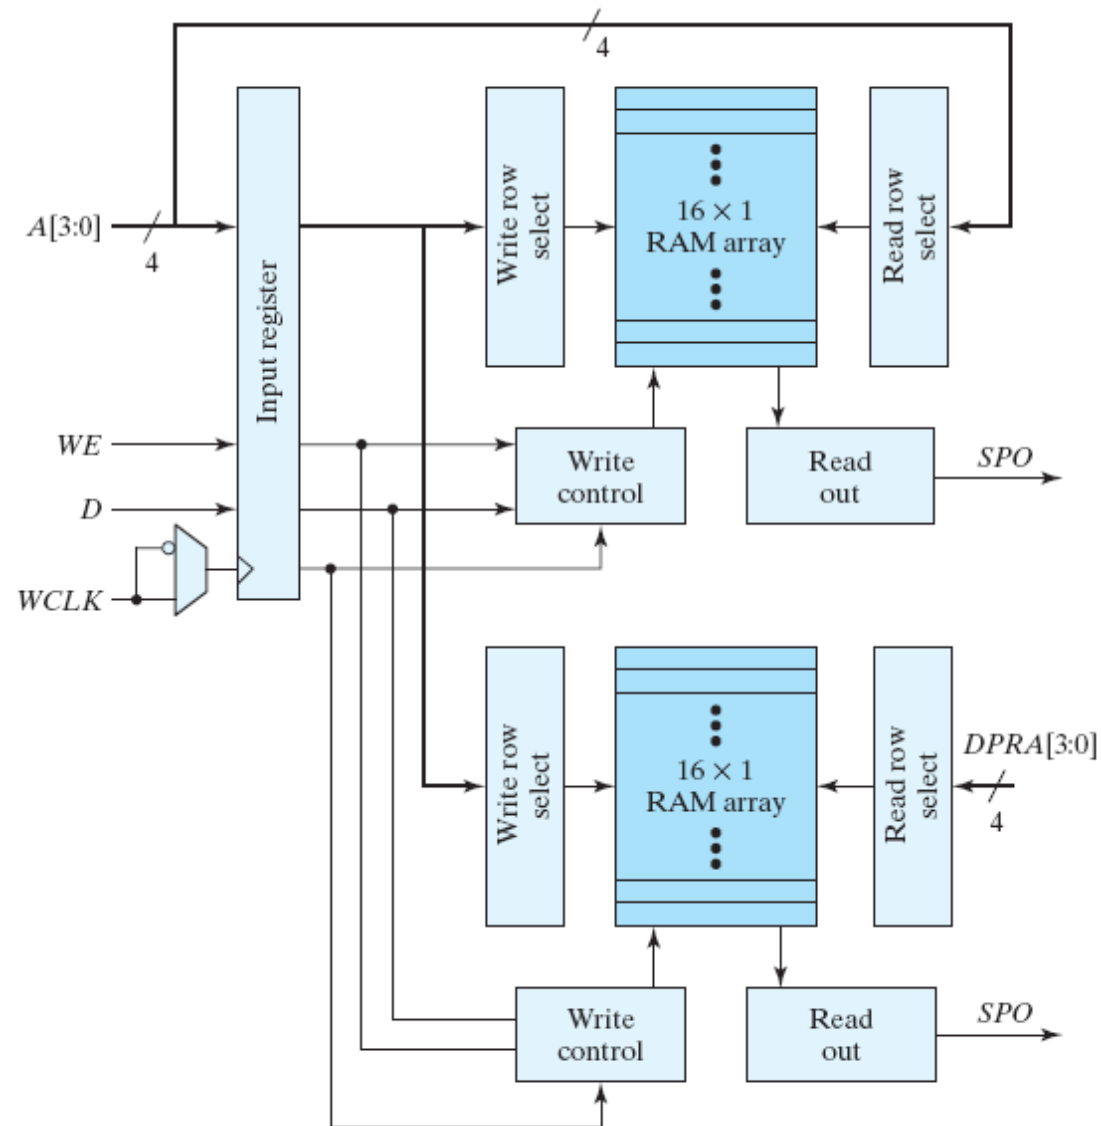 4
A[3:0]
4
Input register
Write row
select
16 × 1
RAM array
Read row
select
WE
D
WCLK
Write
control
Read
out
SPO
Write row
select
16 × 1
RAM array
Read row
select
DPRA[3:0]
4
Write
control
Read
out
SPO